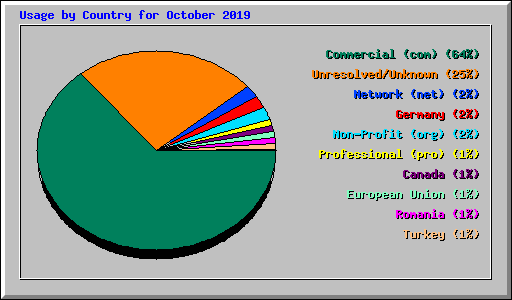 Usage by Country for October 2019
Commercial (com) (64%)
Unresolved/Unknown (25%)
Network (net) (2%)
Germany (2%)
Non-Profit (org) (2%)
Professional (pro) (1%)
Canada (1%)
European Union (1%)
Romania (1%)
Turkey (1%)